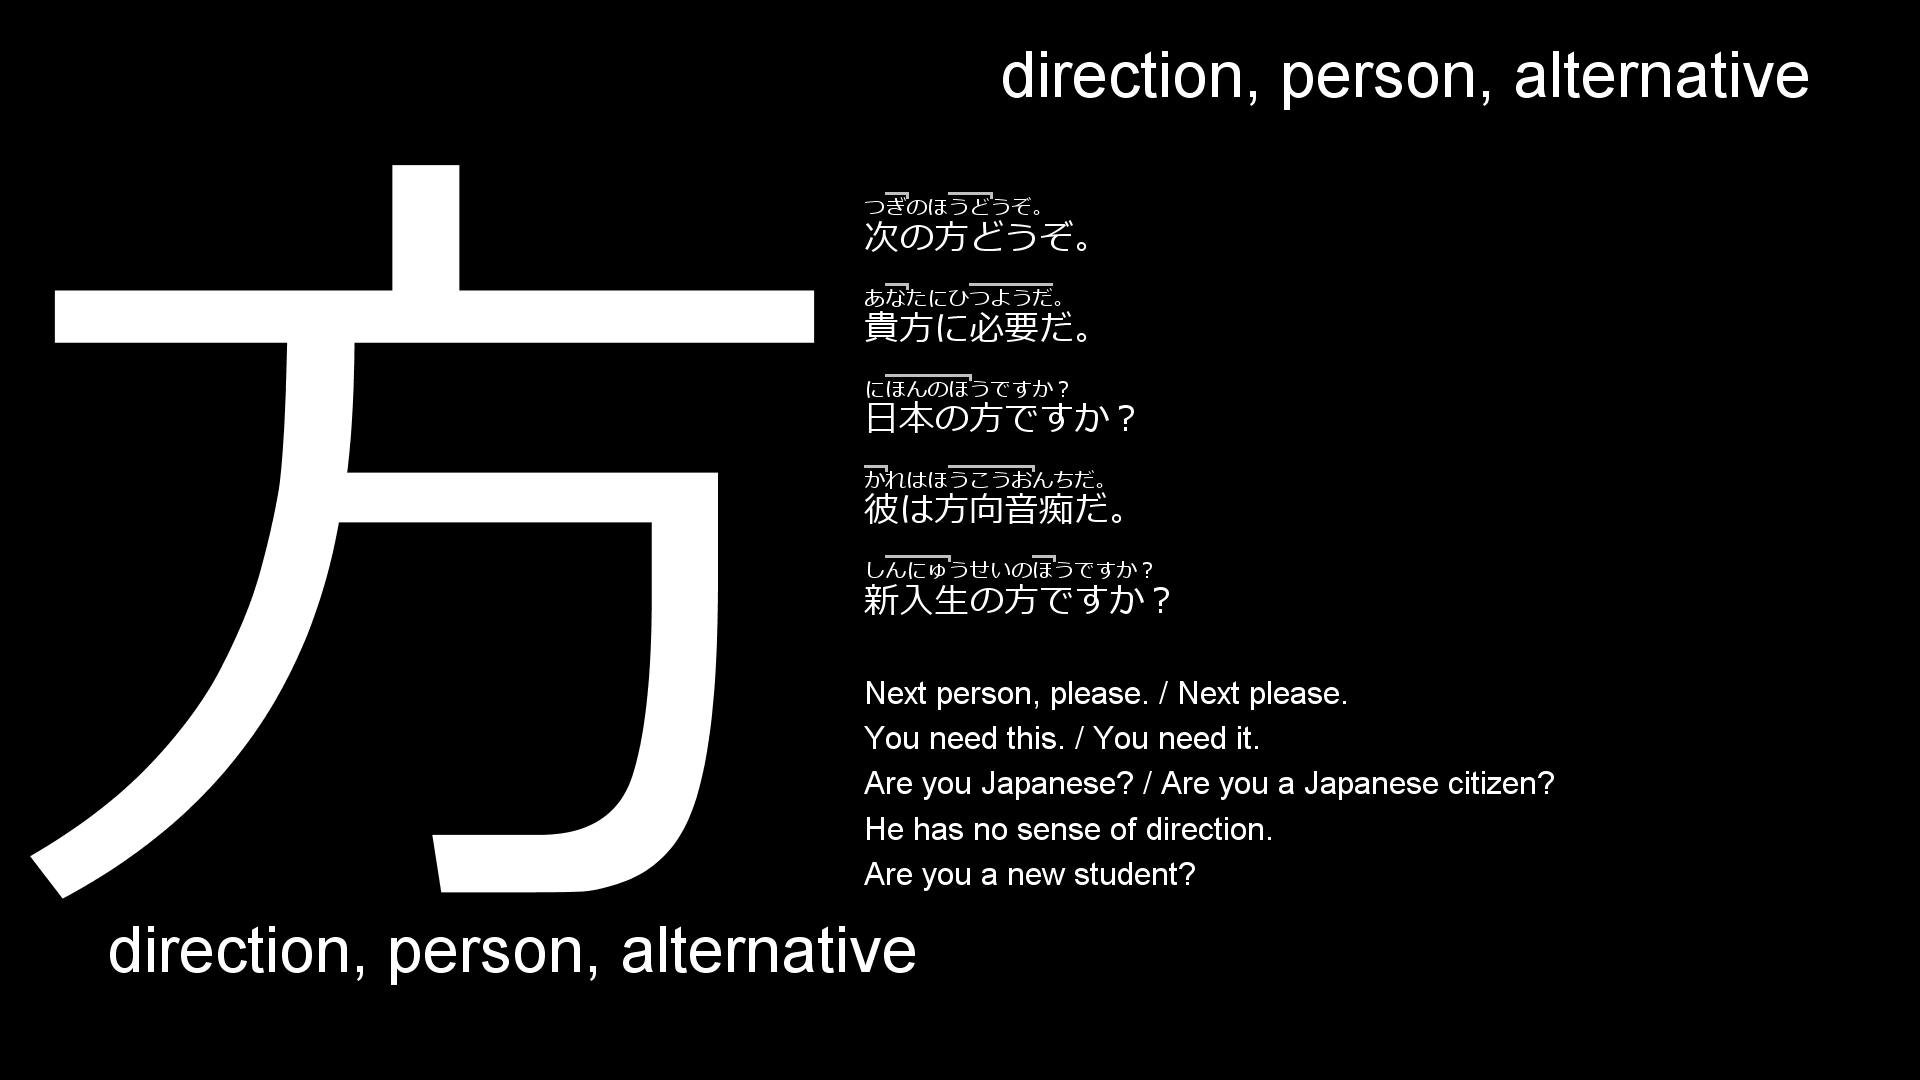 direction, person, alternative
方
つぎのほうどうぞ。
次の方どうぞ。
あなたにひつようだ。
貴方に必要だ。
にほんのほうですか？
日本の方ですか？
かれはほうこうおんちだ。
彼は方向音痴だ。
しんにゅうせいのほうですか？
新入生の方ですか？
Next person, please. / Next please.
You need this. / You need it.
Are you Japanese? / Are you a Japanese citizen?
He has no sense of direction.
Are you a new student?
direction, person, alternative